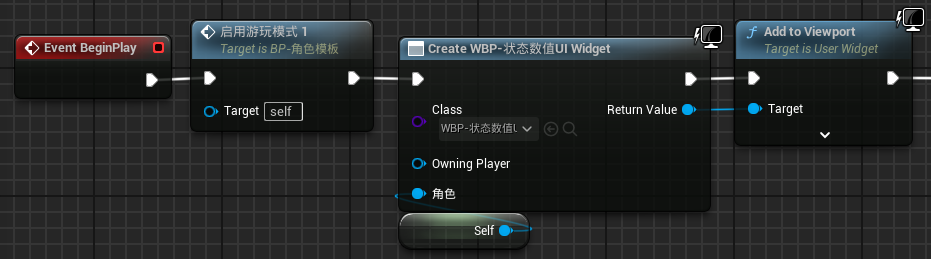 Event BeginPlay
启用游玩模式 1
Target is BP-角色模板
Target self
Create WBP-状态数值UI Widget
Class
WBP-状态数值U
Return Value
Owning Player
角色
Self
Add to Viewport
Target is User Widget
Target